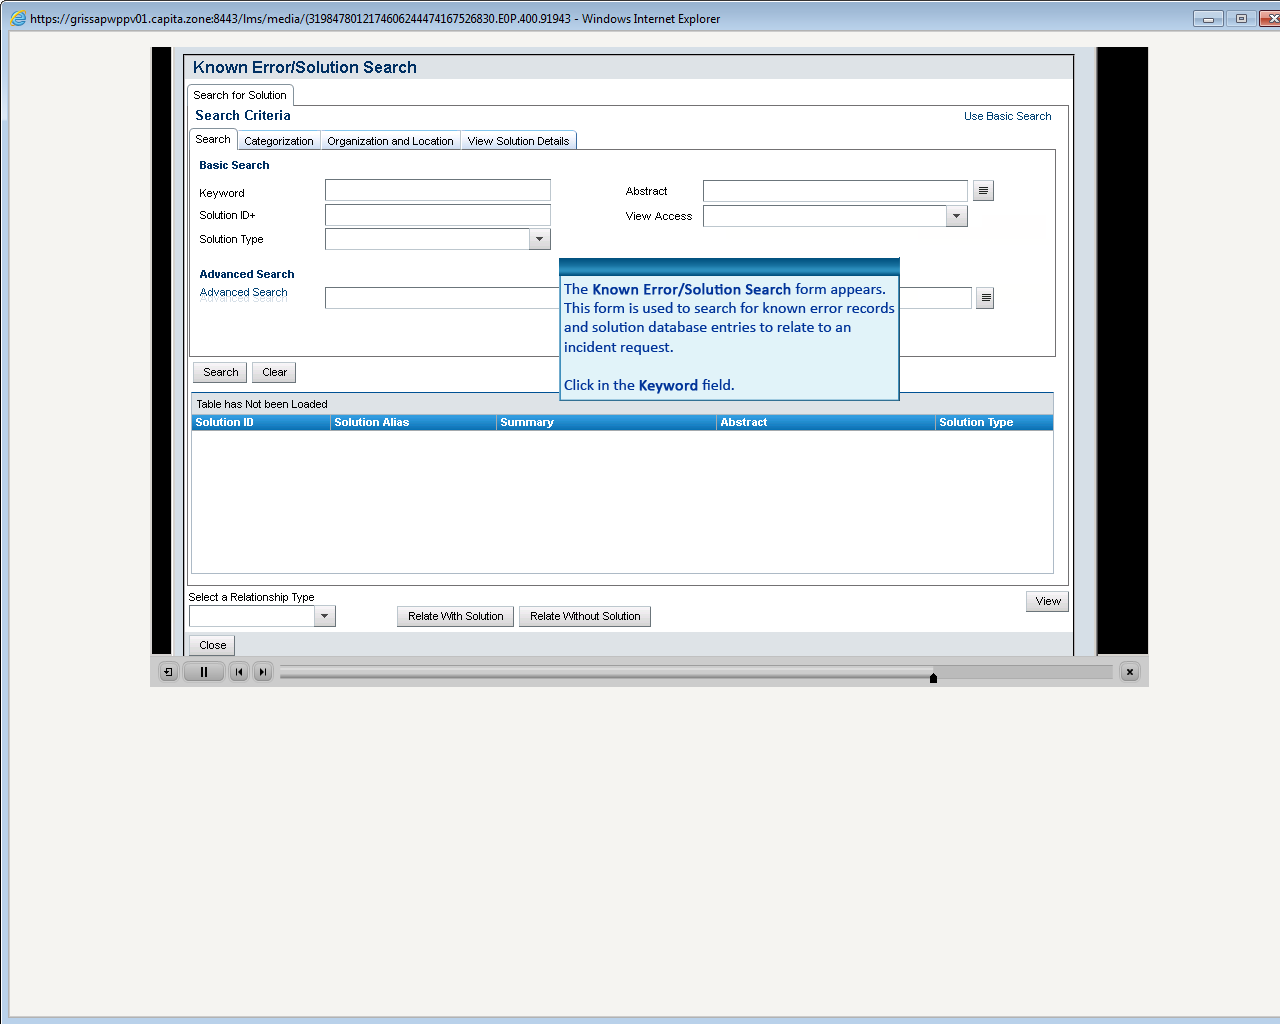 https://grissapwppv01.capita.zone:8443/lms/media/(3198478012174606244474167526830.E0P.400.91943 - Windows Internet Explorer
Known Error/Solution Search
Search for Solution
Search Criteria
Use Basic Search
Search
Categorization
Organization and Location
View Solution Details
Basic Search
Keyword
Abstract
Solution ID+
View Access
Solution Type
Advanced Search
Advanced Search
The Known Error/Solution Search form appears.
This form is used to search for known error records
and solution database entries to relate to an
incident request.
Click in the Keyword field.
Search
Clear
Table has Not been Loaded
Solution ID
Solution Alias
Summary
Abstract
Solution Type
Select a Relationship Type
View
Relate With Solution
Relate Without Solution
Close